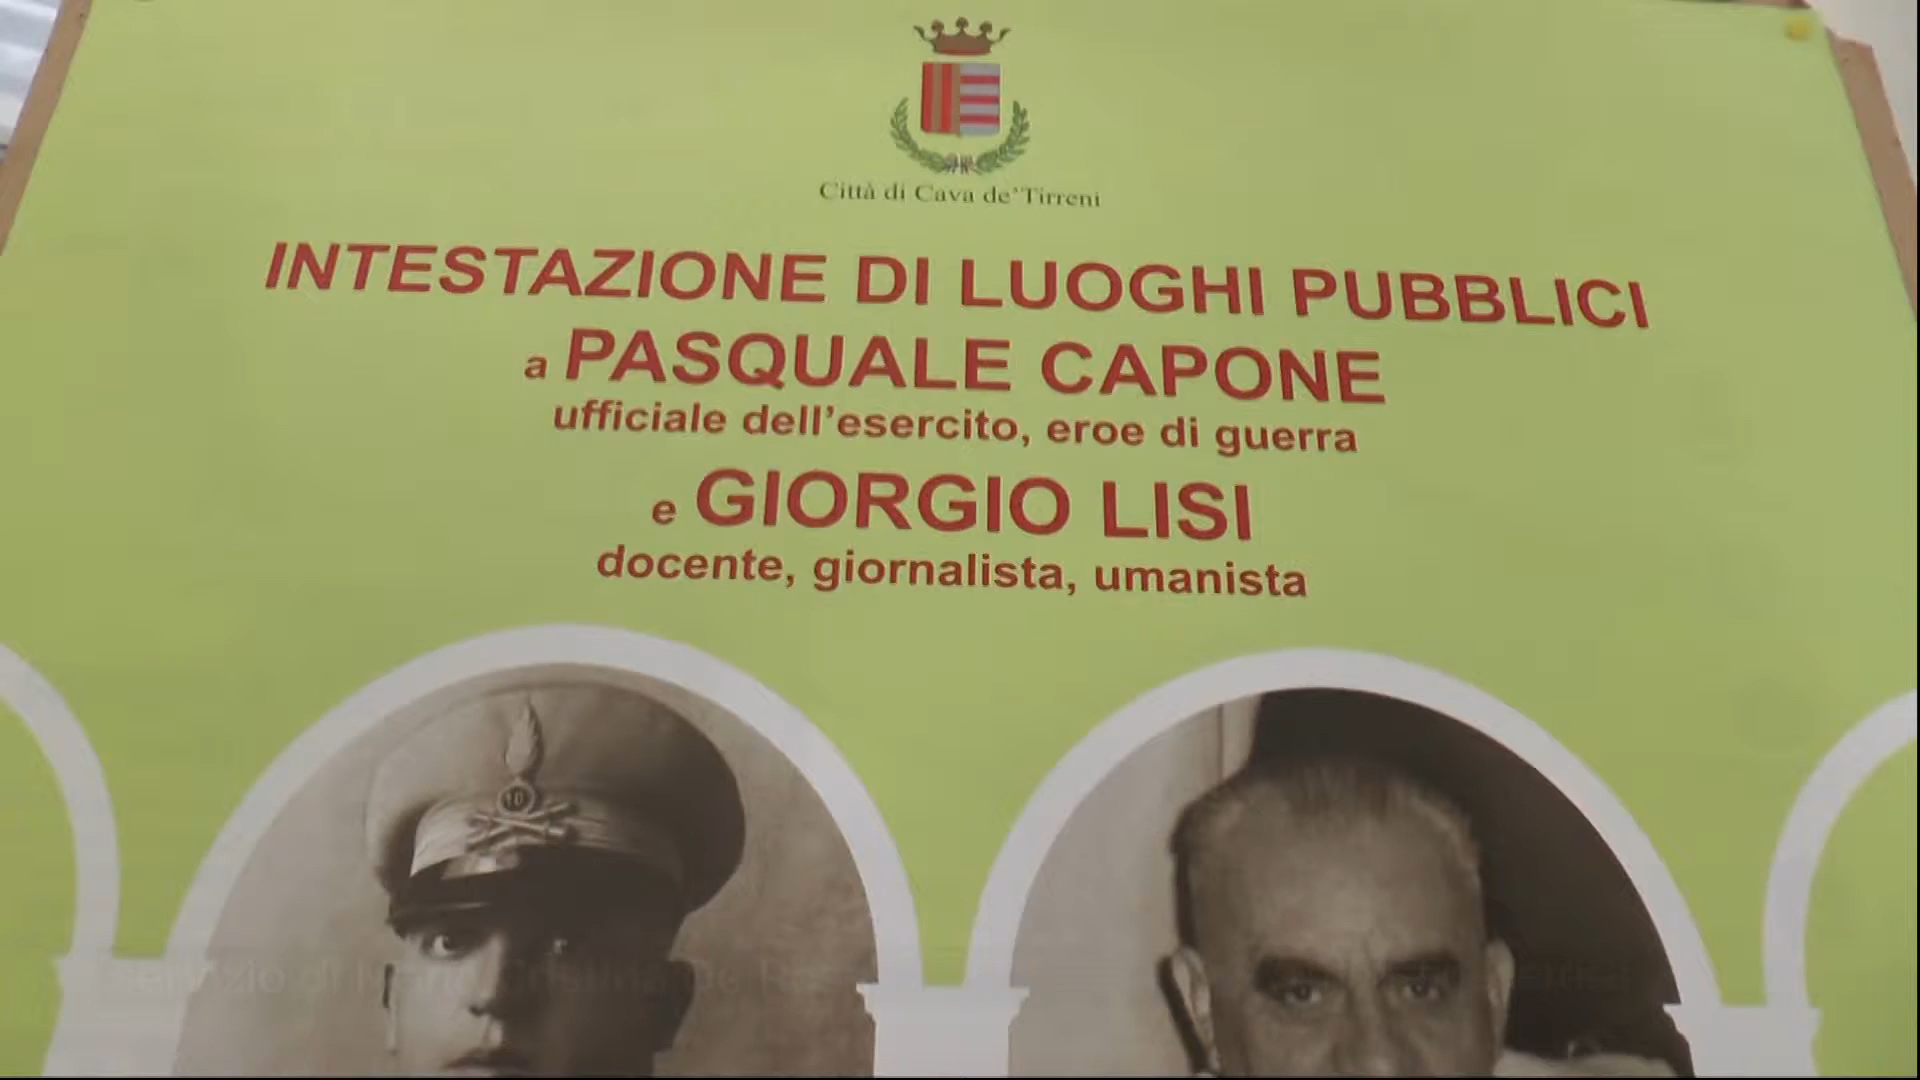 Città di Cava de' Tirreni
INTESTAZIONE DI LUOGHI PUBBLICI
a PASQUALE CAPONE
ufficiale dell'esercito, eroe di guerra
e GIORGIO LISI
docente, giornalista, umanista
10